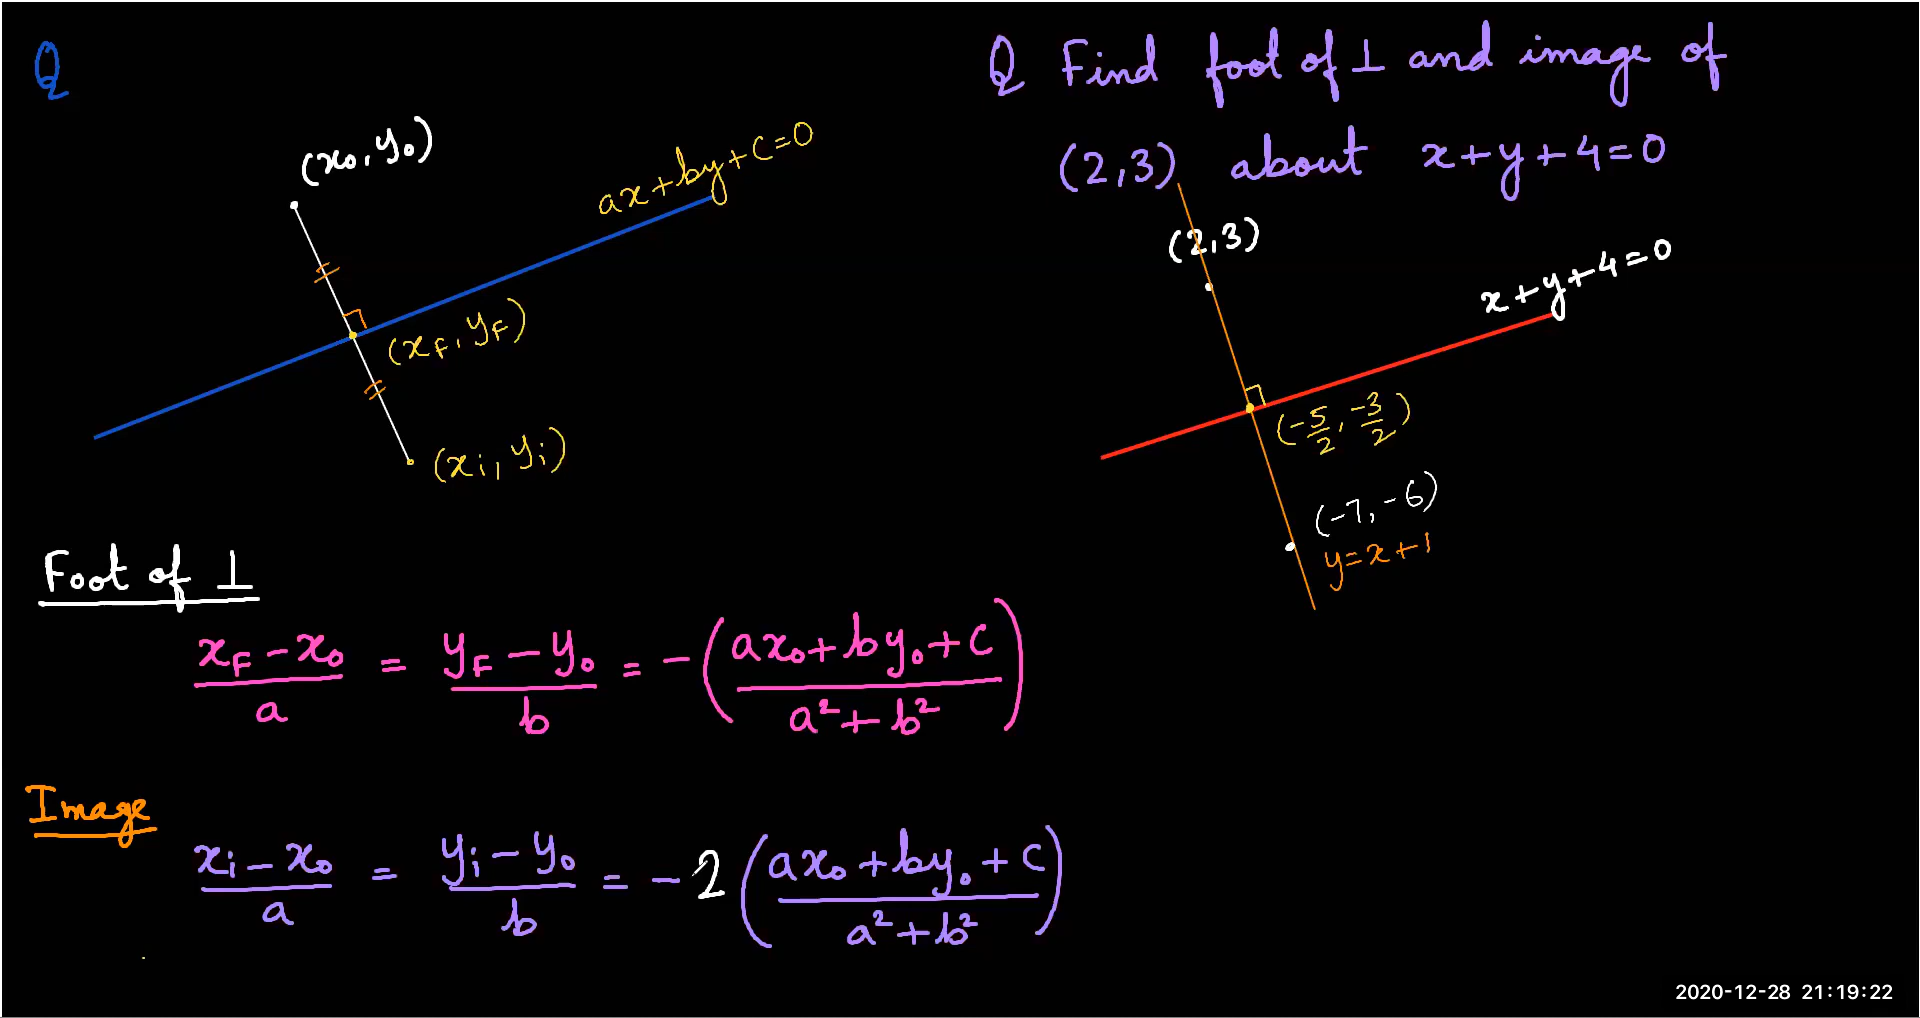 Q
(x₀, y₀)
ax + by + c = 0
(x_F, y_F)
(x_i, y_i)
Foot of ⊥
(x_F − x₀)/a = (y_F − y₀)/b = −((ax₀ + by₀ + c)/(a² + b²))
Image
(x_i − x₀)/a = (y_i − y₀)/b = −2((ax₀ + by₀ + c)/(a² + b²))
Q Find foot of ⊥ and image of
(2,3) about x+y+4=0
(2,3)
x+y+4=0
(−5/2, −3/2)
(−7, −6)
y=x+1
2020-12-28 21:19:22